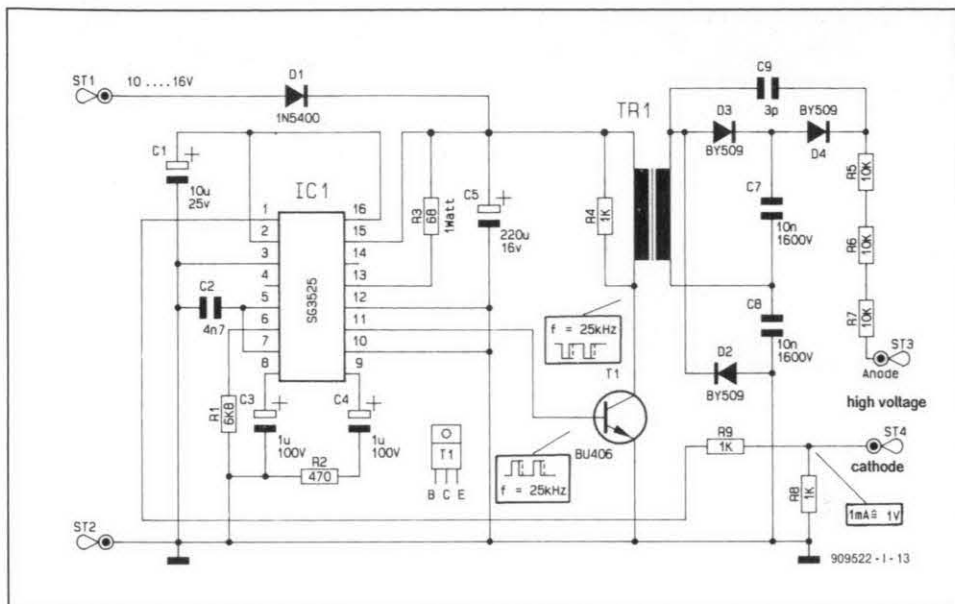 ST1
10 ....16V
D1
1N5400
C9
3p
TR1
D3
BY509
BY509
D4
C1
+
10u
25v
IC1
SG3525
1
2
3
4
5
6
7
8
16
15
14
13
12
11
10
9
R3
68
1Watt
C5
+
220u
16v
R4
1K
C7
10n
1600V
R5
10K
R6
10K
R7
10K
C2
4n7
f = 25kHz
T1
C8
10n
1600V
ST3
Anode
high voltage
D2
BY509
R1
6K8
C3
+
1u
100V
C4
+
1u
100V
R2
470
T1
B C E
BU406
f = 25kHz
R9
1K
ST4
cathode
R8
1K
1mA≙ 1V
ST2
909522 - I - 13